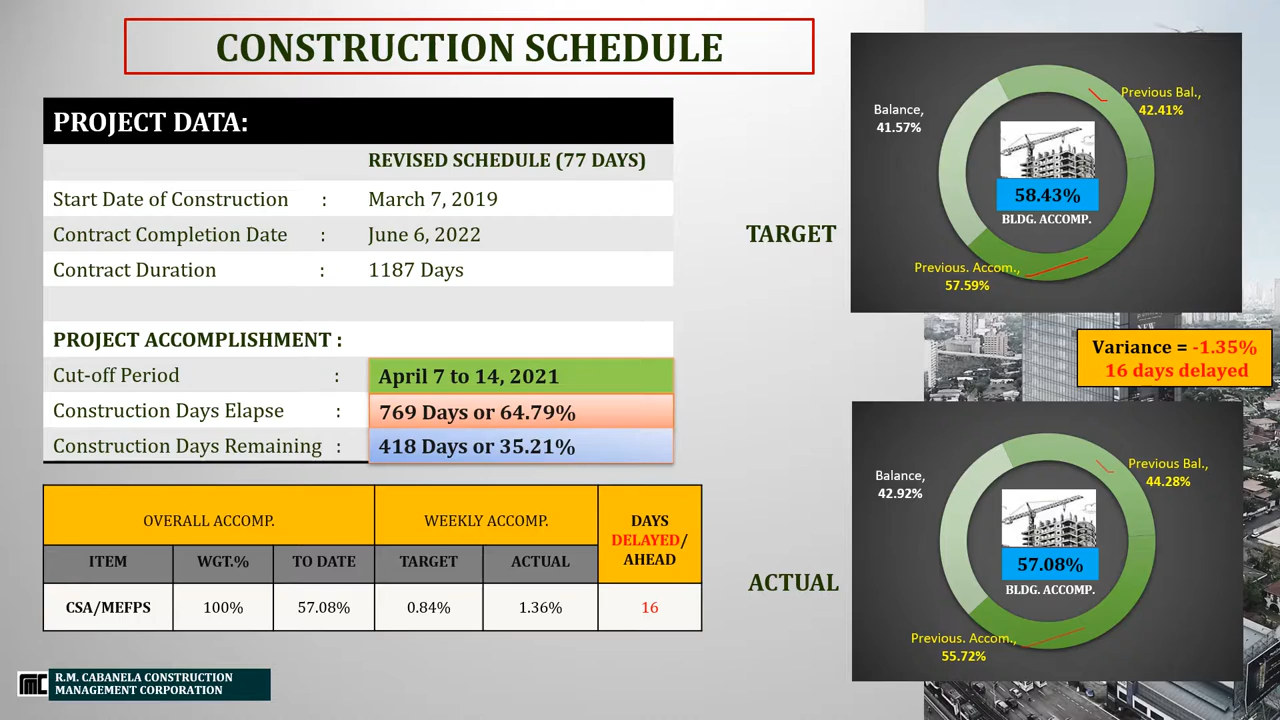 CONSTRUCTION SCHEDULE
PROJECT DATA:
REVISED SCHEDULE (77 DAYS)
Start Date of Construction : March 7, 2019
Contract Completion Date : June 6, 2022
Contract Duration : 1187 Days
PROJECT ACCOMPLISHMENT :
Cut-off Period : April 7 to 14, 2021
Construction Days Elapse : 769 Days or 64.79%
Construction Days Remaining : 418 Days or 35.21%
OVERALL ACCOMP. WEEKLY ACCOMP. DAYS
DELAYED/
AHEAD
ITEM WGT.% TO DATE TARGET ACTUAL
CSA/MEFPS 100% 57.08% 0.84% 1.36% 16
R.M. CABANELA CONSTRUCTION
MANAGEMENT CORPORATION
TARGET
Balance,
41.57%
Previous Bal.,
42.41%
58.43%
BLDG. ACCOMP.
Previous. Accom.,
57.59%
Variance = -1.35%
16 days delayed
ACTUAL
Balance,
42.92%
Previous Bal.,
44.28%
57.08%
BLDG. ACCOMP.
Previous. Accom.,
55.72%